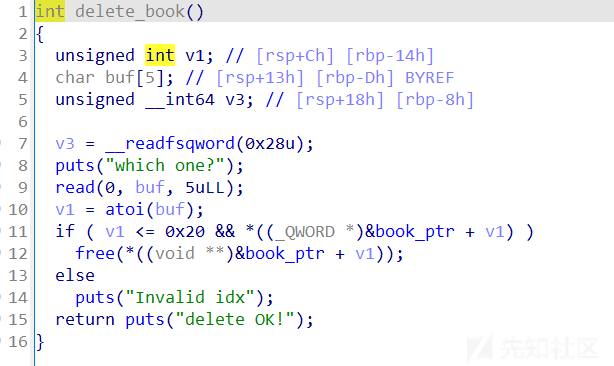 1 int delete_book()
2 {
3 unsigned int v1; // [rsp+Ch] [rbp-14h]
4 char buf[5]; // [rsp+13h] [rbp-Dh] BYREF
5 unsigned __int64 v3; // [rsp+18h] [rbp-8h]
6
7 v3 = __readfsqword(0x28u);
8 puts("which one?");
9 read(0, buf, 5uLL);
10 v1 = atoi(buf);
11 if ( v1 <= 0x20 && *((_QWORD *)&book_ptr + v1) )
12 free(*((void **)&book_ptr + v1));
13 else
14 puts("Invalid idx");
15 return puts("delete OK!");
16 }
先知社区